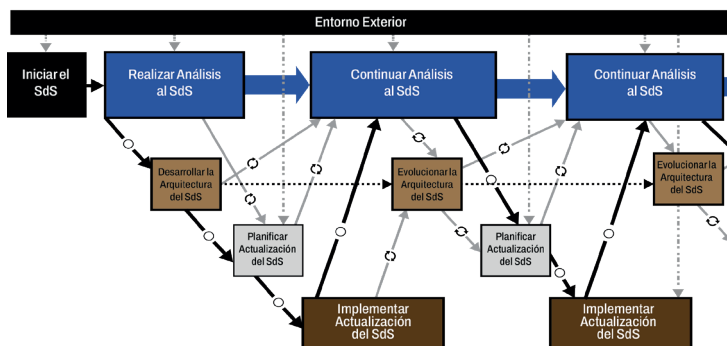 Entorno Exterior
Iniciar el
SdS
Realizar Análisis
al SdS
Continuar Análisis
al SdS
Continuar Análisis
al SdS
Desarrollar la
Arquitectura
del SdS
Evolucionar la
Arquitectura
del SdS
Evolucionar la
Arquitectura
del SdS
Planificar
Actualización
del SdS
Planificar
Actualización
del SdS
Implementar
Actualización
del SdS
Implementar
Actualización
del SdS